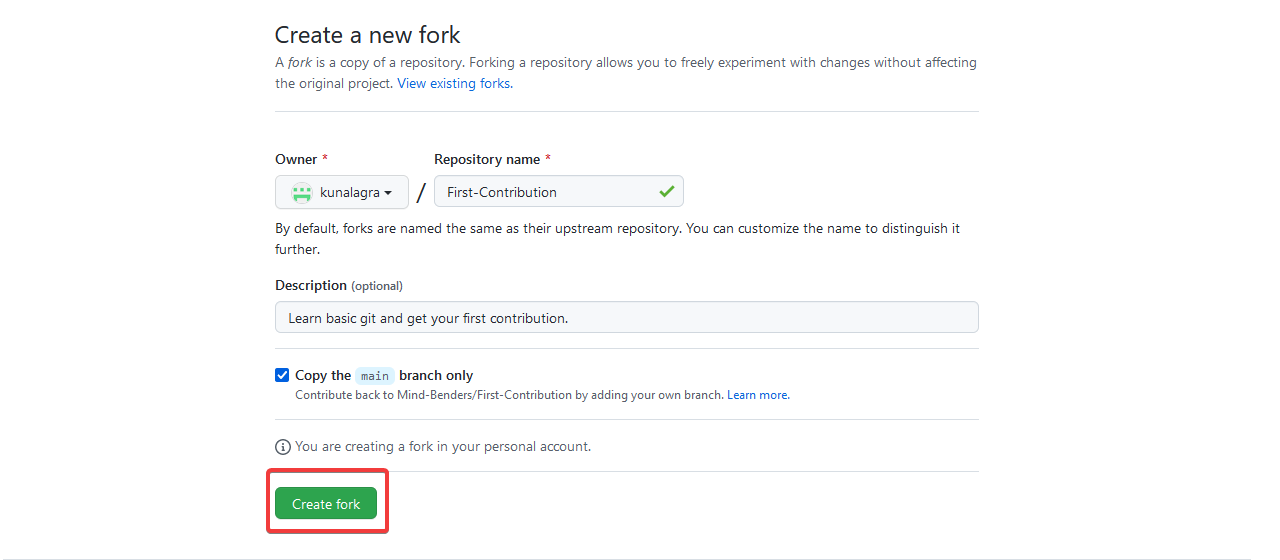 Create a new fork
A fork is a copy of a repository. Forking a repository allows you to freely experiment with changes without affecting
the original project. View existing forks.
Owner * Repository name *
kunalagra / First-Contribution
By default, forks are named the same as their upstream repository. You can customize the name to distinguish it
further.
Description (optional)
Learn basic git and get your first contribution.
Copy the main branch only
Contribute back to Mind-Benders/First-Contribution by adding your own branch. Learn more.
You are creating a fork in your personal account.
Create fork